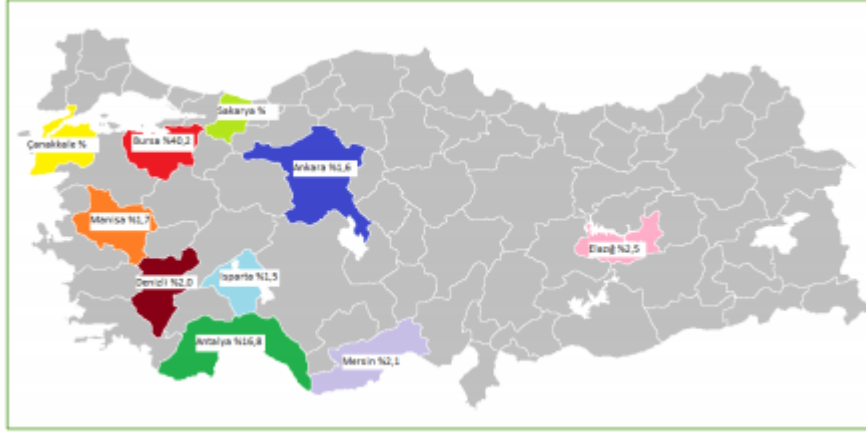 Sakarya %
Çanakkale %
Bursa %40,2
Ankara %1,6
Manisa %1,7
Elazığ %2,5
Isparta %1,5
Denizli %2,0
Antalya %16,8
Mersin %2,1